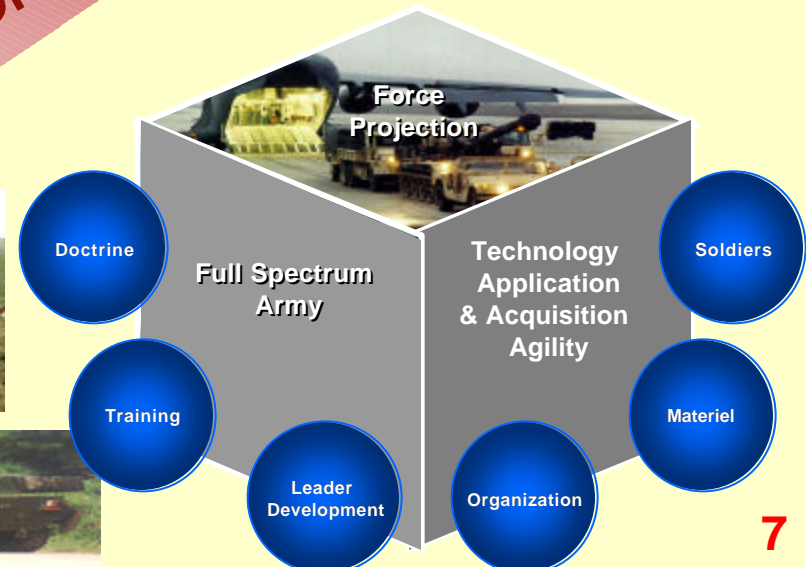 Force
Projection
Full Spectrum
Army
Technology
Application
& Acquisition
Agility
Doctrine
Training
Leader
Development
Organization
Materiel
Soldiers
7